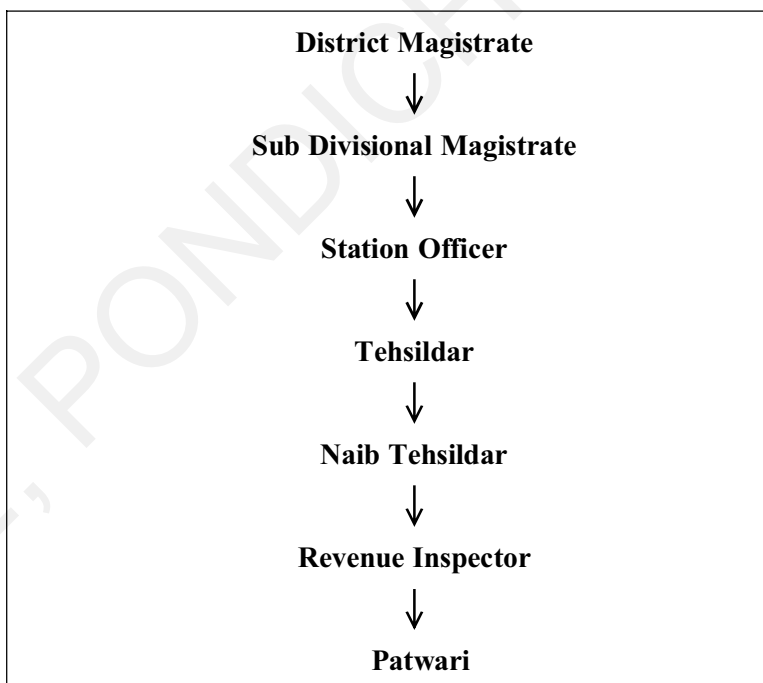 District Magistrate
Sub Divisional Magistrate
Station Officer
Tehsildar
Naib Tehsildar
Revenue Inspector
Patwari